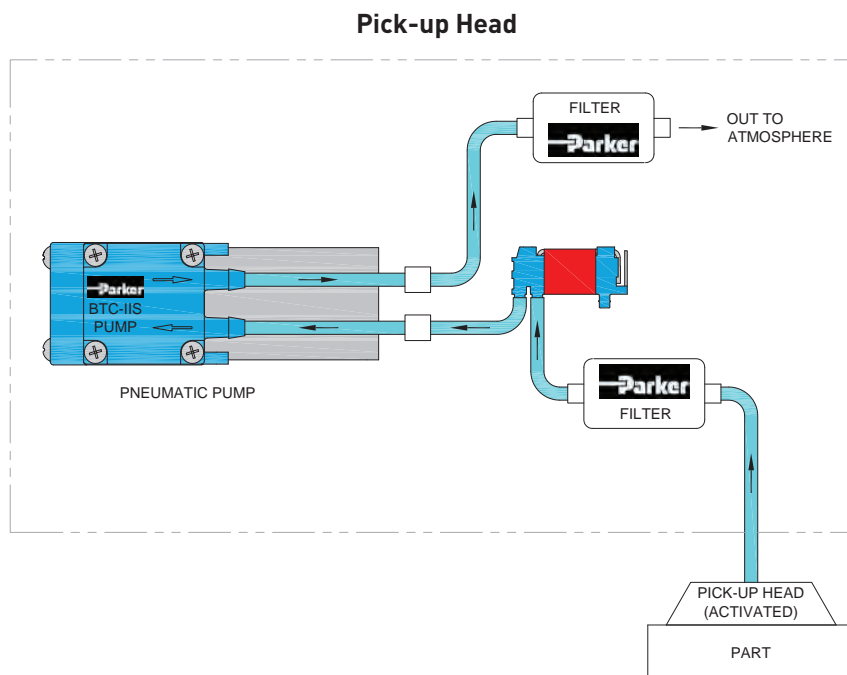 Pick-up Head
FILTER
Parker
OUT TO
ATMOSPHERE
Parker
BTC-IIS
PUMP
PNEUMATIC PUMP
Parker
FILTER
PICK-UP HEAD
(ACTIVATED)
PART